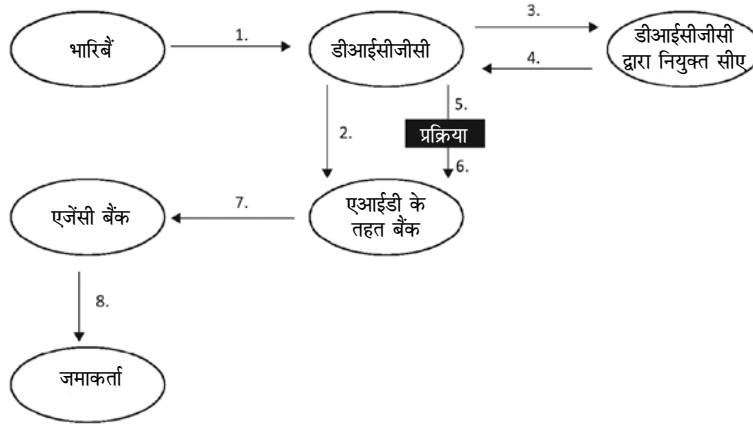 भारिबैं
1.
डीआईसीजीसी
3.
4.
डीआईसीजीसी
द्वारा नियुक्त सीए
2.
5.
प्रक्रिया
6.
एजेंसी बैंक
7.
एआईडी के
तहत बैंक
8.
जमाकर्ता